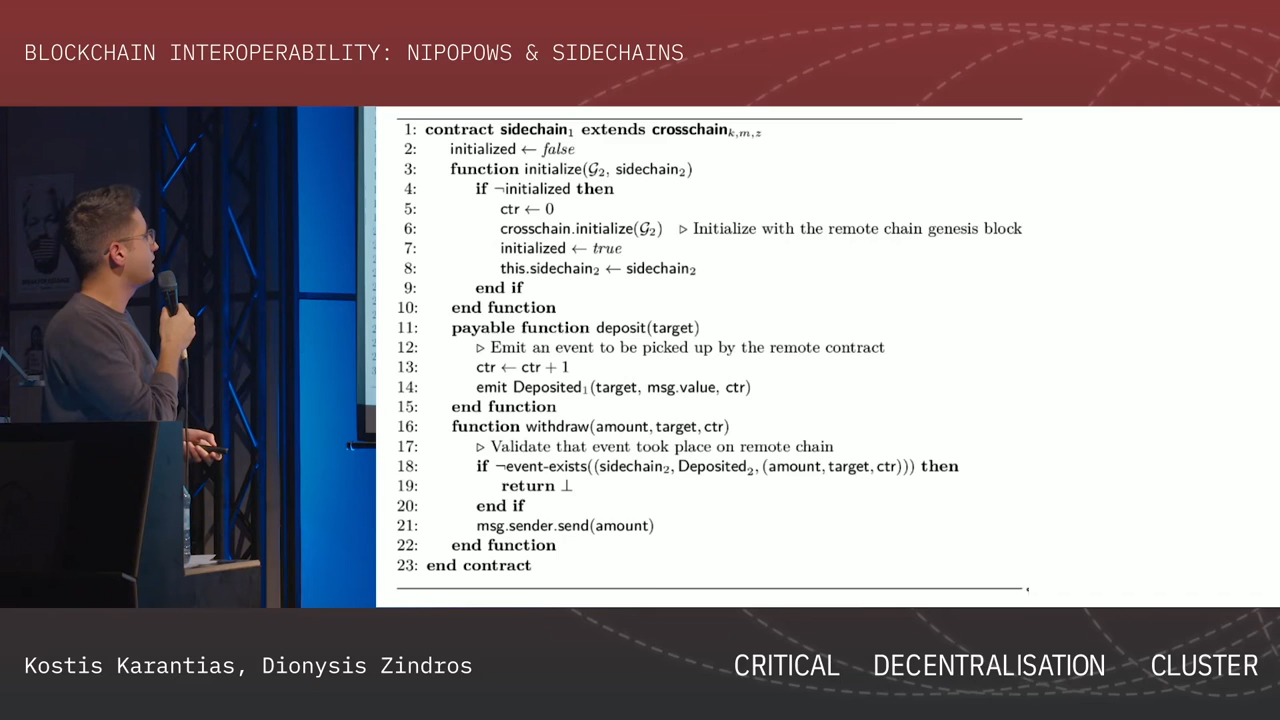 BLOCKCHAIN INTEROPERABILITY: NIPOPOWS & SIDECHAINS
1: contract sidechain₁ extends crosschainₖ,ₘ,z
2: initialized ← false
3: function initialize(𝒢₂, sidechain₂)
4: if ¬initialized then
5: ctr ← 0
6: crosschain.initialize(𝒢₂) ▷ Initialize with the remote chain genesis block
7: initialized ← true
8: this.sidechain₂ ← sidechain₂
9: end if
10: end function
11: payable function deposit(target)
12: ▷ Emit an event to be picked up by the remote contract
13: ctr ← ctr + 1
14: emit Deposited₁(target, msg.value, ctr)
15: end function
16: function withdraw(amount, target, ctr)
17: ▷ Validate that event took place on remote chain
18: if ¬event-exists((sidechain₂, Deposited₂, (amount, target, ctr))) then
19: return ⊥
20: end if
21: msg.sender.send(amount)
22: end function
23: end contract
Kostis Karantias, Dionysis Zindros
CRITICAL DECENTRALISATION CLUSTER